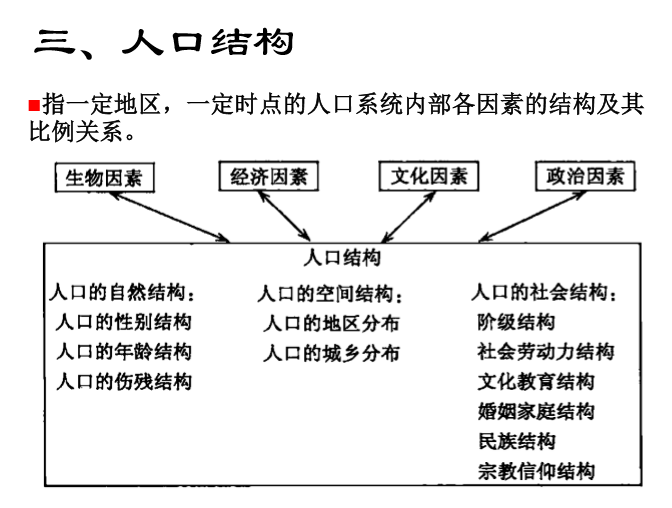 三、人口结构
■指一定地区，一定时点的人口系统内部各因素的结构及其
比例关系。
生物因素
经济因素
文化因素
政治因素
人口结构
人口的自然结构：
人口的性别结构
人口的年龄结构
人口的伤残结构
人口的空间结构：
人口的地区分布
人口的城乡分布
人口的社会结构：
阶级结构
社会劳动力结构
文化教育结构
婚姻家庭结构
民族结构
宗教信仰结构